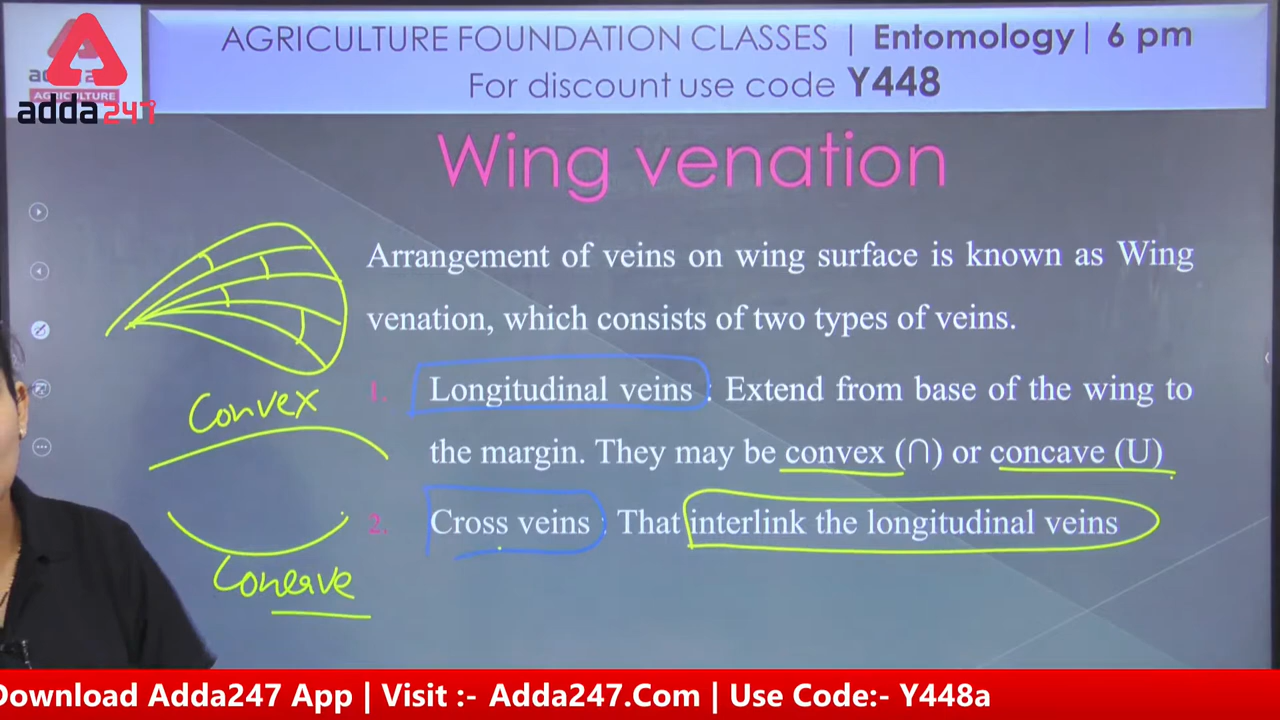 AGRICULTURE FOUNDATION CLASSES | Entomology| 6 pm
For discount use code Y448
adda247
AGRICULTURE
Wing venation
Arrangement of veins on wing surface is known as Wing
venation, which consists of two types of veins.
1. Longitudinal veins : Extend from base of the wing to
the margin. They may be convex (∩) or concave (U)
2. Cross veins : That interlink the longitudinal veins
Convex
Concave
Download Adda247 App | Visit :- Adda247.Com | Use Code:- Y448a